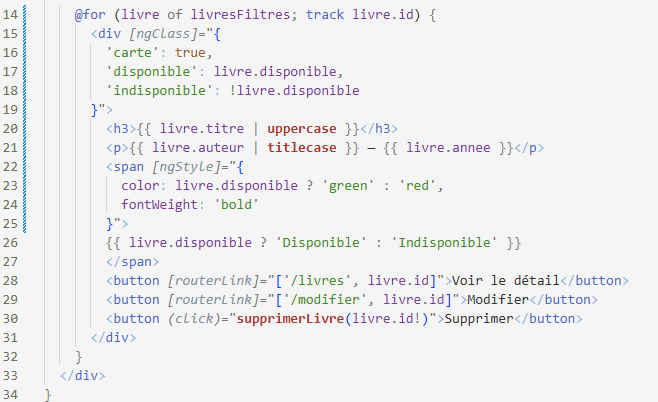 14 @for (livre of livresFiltres; track livre.id) {
15 <div [ngClass]="{
16 'carte': true,
17 'disponible': livre.disponible,
18 'indisponible': !livre.disponible
19 }">
20 <h3>{{ livre.titre | uppercase }}</h3>
21 <p>{{ livre.auteur | titlecase }} — {{ livre.annee }}</p>
22 <span [ngStyle]="{
23 color: livre.disponible ? 'green' : 'red',
24 fontWeight: 'bold'
25 }">
26 {{ livre.disponible ? 'Disponible' : 'Indisponible' }}
27 </span>
28 <button [routerLink]="['/livres', livre.id]">Voir le détail</button>
29 <button [routerLink]="['/modifier', livre.id]">Modifier</button>
30 <button (click)="supprimerLivre(livre.id!)">Supprimer</button>
31 </div>
32 }
33 </div>
34 }